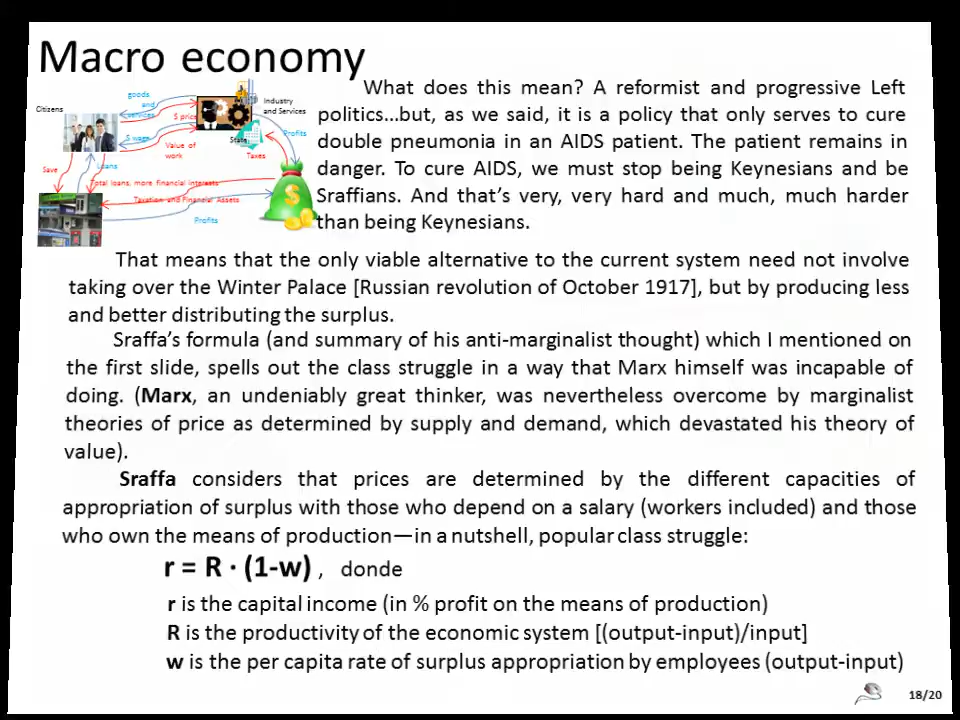 Macro economy
What does this mean? A reformist and progressive Left
politics…but, as we said, it is a policy that only serves to cure
double pneumonia in an AIDS patient. The patient remains in
danger. To cure AIDS, we must stop being Keynesians and be
Sraffians. And that's very, very hard and much, much harder
than being Keynesians.
Citizens
goods
and
services
$ price
Industry
and Services
$ wage
Value of
work
State
Taxes
Profits
Save
Loans
Total loans, more financial interests
Taxation and Financial Assets
Profits
That means that the only viable alternative to the current system need not involve
taking over the Winter Palace [Russian revolution of October 1917], but by producing less
and better distributing the surplus.
Sraffa's formula (and summary of his anti-marginalist thought) which I mentioned on
the first slide, spells out the class struggle in a way that Marx himself was incapable of
doing. (Marx, an undeniably great thinker, was nevertheless overcome by marginalist
theories of price as determined by supply and demand, which devastated his theory of
value).
Sraffa considers that prices are determined by the different capacities of
appropriation of surplus with those who depend on a salary (workers included) and those
who own the means of production—in a nutshell, popular class struggle:
r = R · (1-w) , donde
r is the capital income (in % profit on the means of production)
R is the productivity of the economic system [(output-input)/input]
w is the per capita rate of surplus appropriation by employees (output-input)
18/20